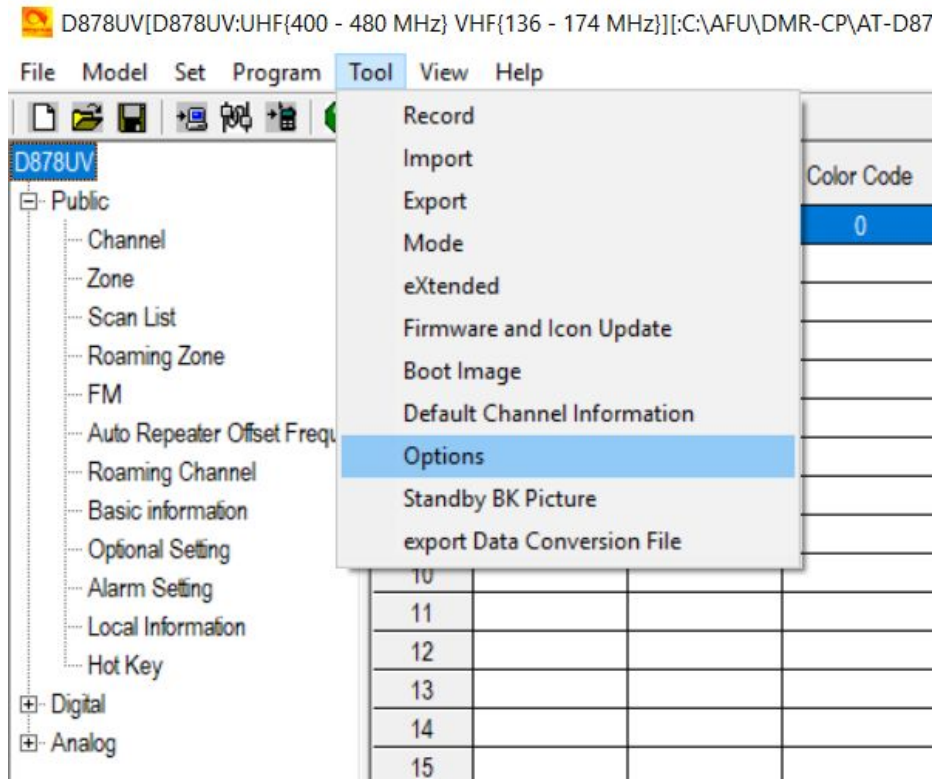 D878UV[D878UV:UHF{400 - 480 MHz} VHF{136 - 174 MHz}][:C:\AFU\DMR-CP\AT-D87
File Model Set Program Tool View Help
Record
Import
Export
Mode
eXtended
Firmware and Icon Update
Boot Image
Default Channel Information
Options
Standby BK Picture
export Data Conversion File
D878UV
Public
Channel
Zone
Scan List
Roaming Zone
FM
Auto Repeater Offset Frequ
Roaming Channel
Basic information
Optional Setting
Alarm Setting
Local Information
Hot Key
Digital
Analog
Color Code
0
10
11
12
13
14
15